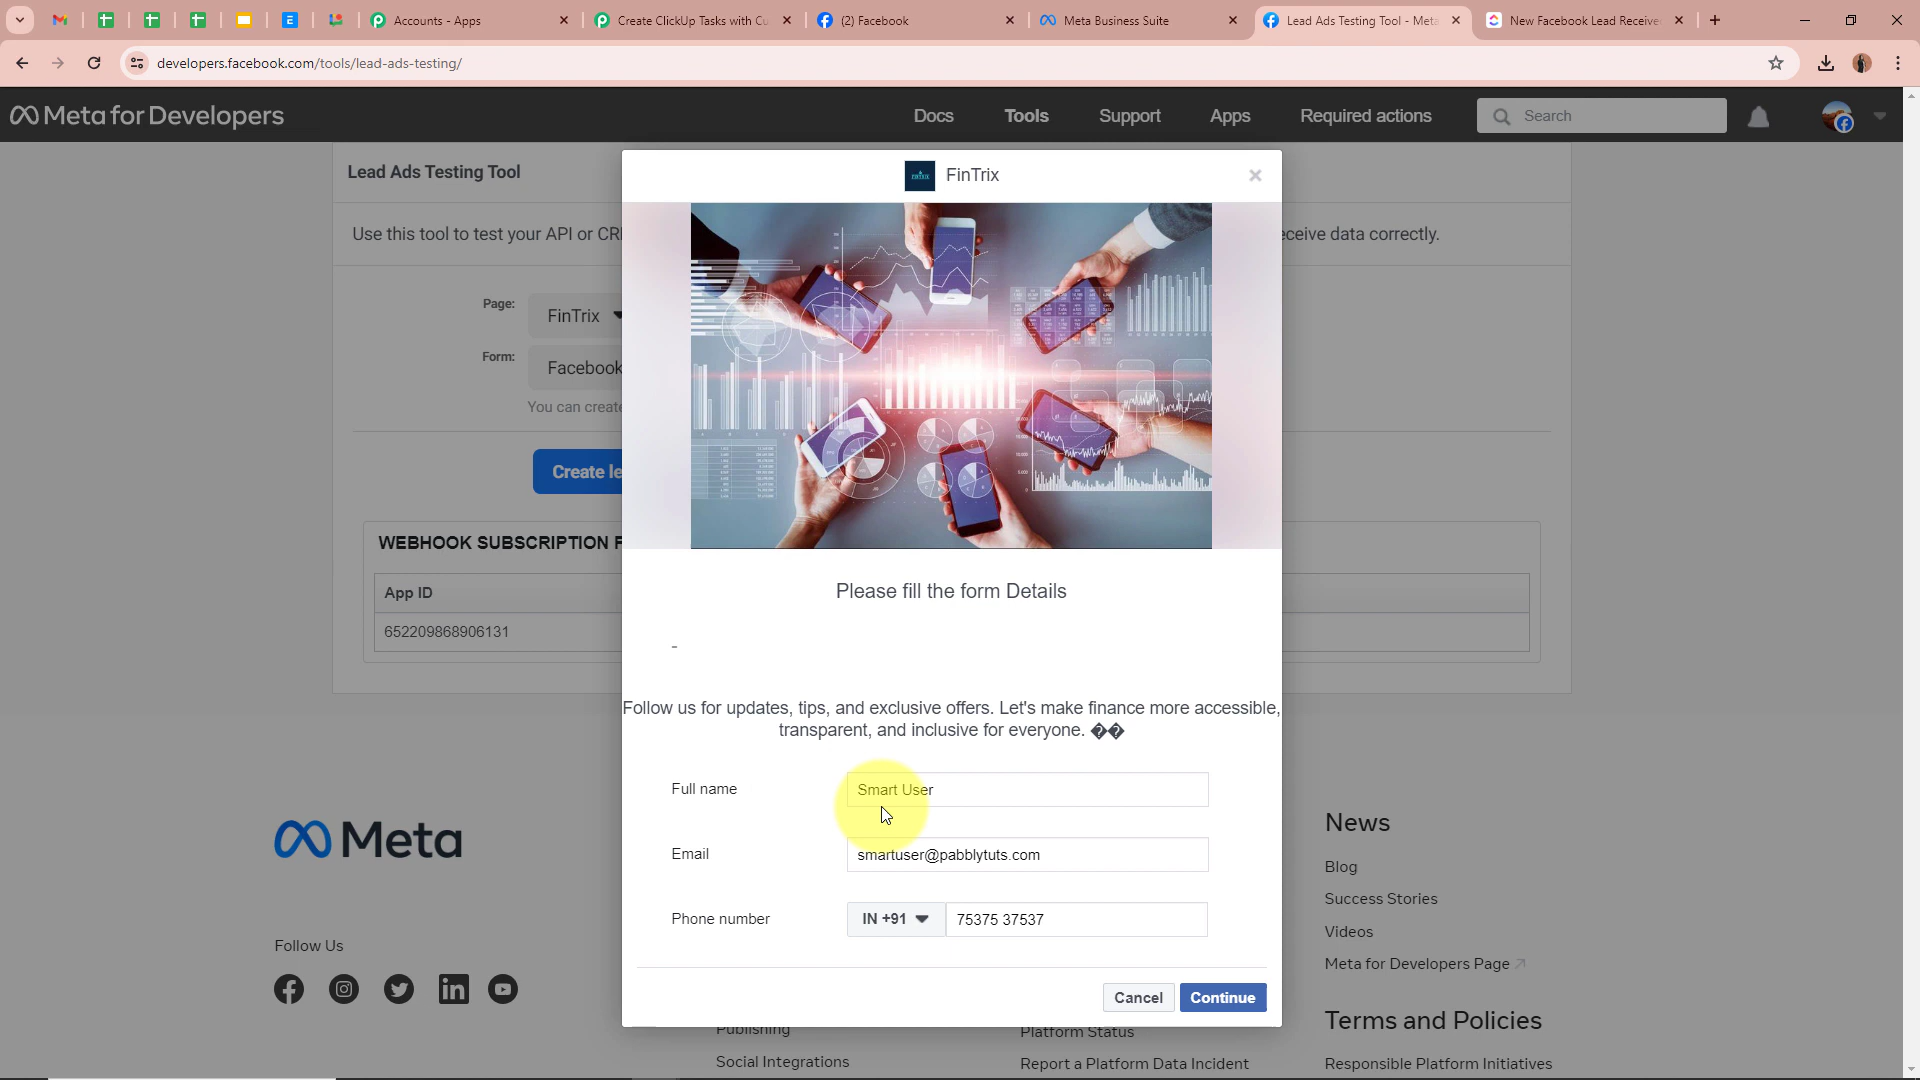 Accounts - Apps
Create ClickUp Tasks with Cu
(2) Facebook
Meta Business Suite
Lead Ads Testing Tool - Meta
New Facebook Lead Receive
developers.facebook.com/tools/lead-ads-testing/
Meta for Developers
Docs
Tools
Support
Apps
Required actions
Search
Lead Ads Testing Tool
FinTrix
Use this tool to test your API or CR
eceive data correctly.
Page:
FinTrix
Form:
Facebook
You can create
Create le
WEBHOOK SUBSCRIPTION F
App ID
652209868906131
Please fill the form Details
-
Follow us for updates, tips, and exclusive offers. Let's make finance more accessible,
transparent, and inclusive for everyone. ��
Full name
Smart User
Email
smartuser@pabblytuts.com
Phone number
IN +91
75375 37537
Cancel
Continue
Meta
Follow Us
Publishing
Social Integrations
Platform Status
Report a Platform Data Incident
News
Blog
Success Stories
Videos
Meta for Developers Page
Terms and Policies
Responsible Platform Initiatives